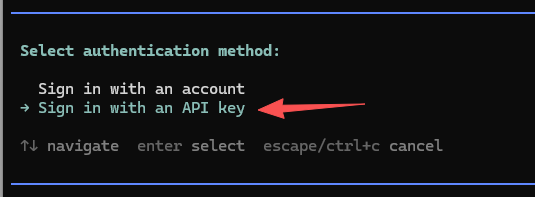 Select authentication method:
Sign in with an account
→ Sign in with an API key
↑↓ navigate  enter select  escape/ctrl+c cancel